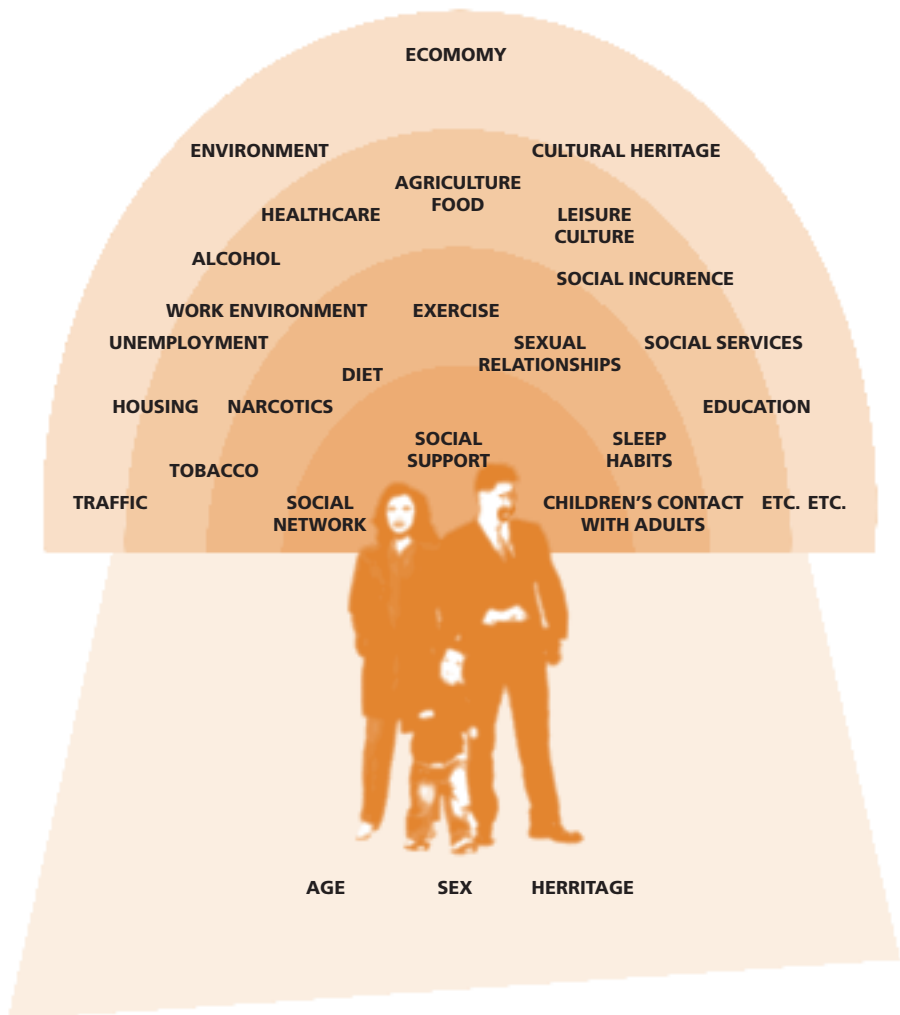 ECOMOMY
ENVIRONMENT
CULTURAL HERITAGE
AGRICULTURE
FOOD
HEALTHCARE
LEISURE
CULTURE
ALCOHOL
SOCIAL INCURENCE
WORK ENVIRONMENT
EXERCISE
UNEMPLOYMENT
SEXUAL
RELATIONSHIPS
SOCIAL SERVICES
DIET
HOUSING
NARCOTICS
EDUCATION
SOCIAL
SUPPORT
SLEEP
HABITS
TOBACCO
TRAFFIC
SOCIAL
NETWORK
CHILDREN'S CONTACT
WITH ADULTS
ETC. ETC.
AGE
SEX
HERRITAGE